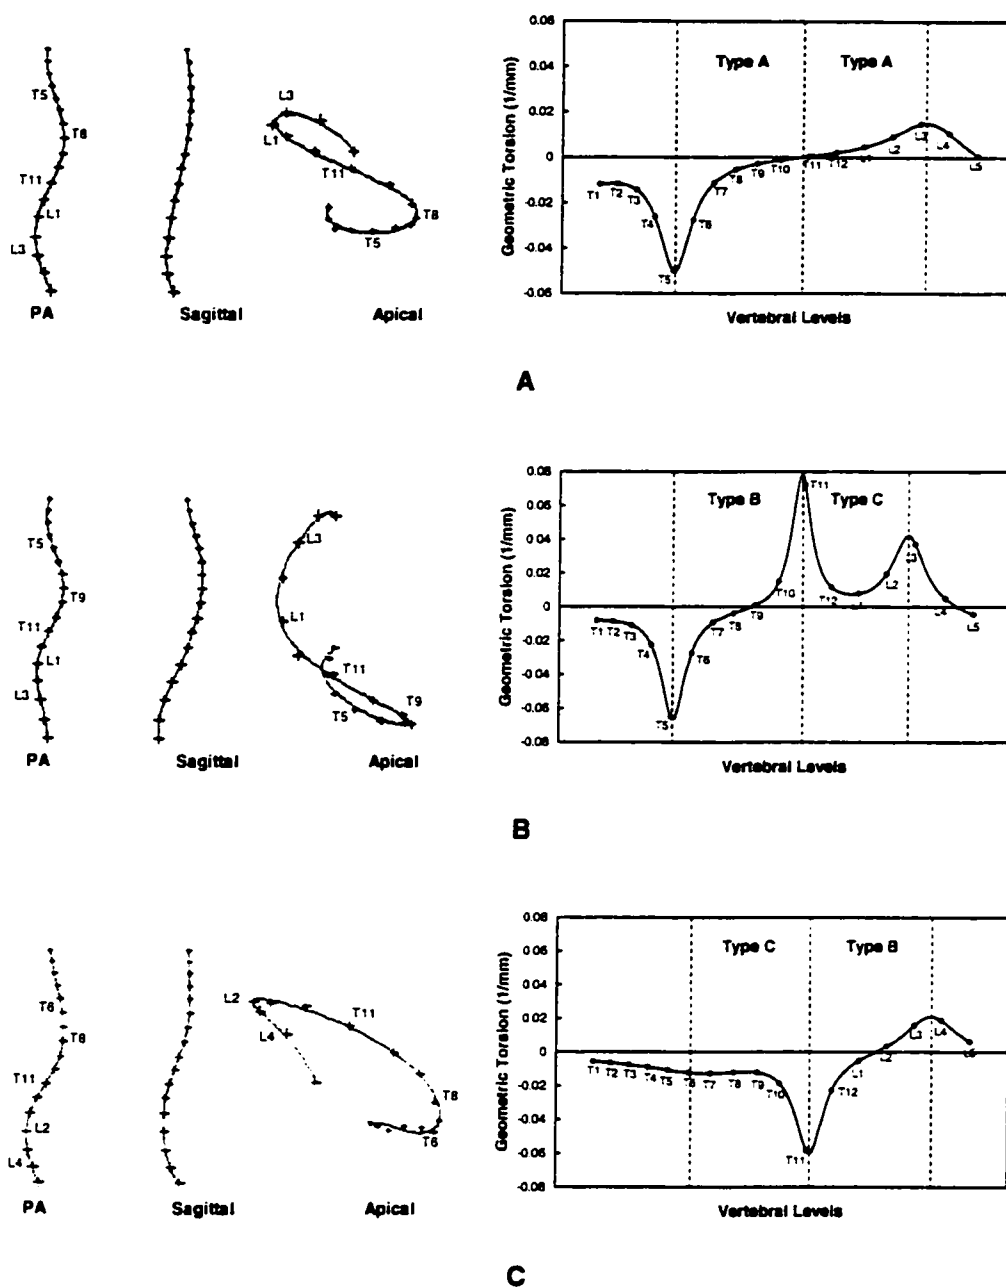 T5
T8
T11
L1
L3
PA
Sagittal
L3
L1
T11
T8
T5
Apical
Geometric Torsion (1/mm)
0.06
0.04
0.02
0
-0.02
-0.04
-0.06
Type A
Type A
T1
T2
T3
T4
T5
T6
T7
T8
T9
T10
T11
T12
L1
L2
L3
L4
L5
Vertebral Levels
A
T5
T9
T11
L1
L3
PA
Sagittal
L3
L1
T11
T9
T5
Apical
Geometric Torsion (1/mm)
0.08
0.06
0.04
0.02
0
-0.02
-0.04
-0.06
-0.08
Type B
Type C
T1
T2
T3
T4
T5
T6
T7
T8
T9
T10
T11
T12
L2
L3
L4
L5
Vertebral Levels
B
T6
T8
T11
L2
L4
PA
Sagittal
L2
L4
T11
T8
T6
Apical
Geometric Torsion (1/mm)
0.08
0.06
0.04
0.02
0
-0.02
-0.04
-0.06
-0.08
Type C
Type B
T1
T2
T3
T4
T5
T6
T7
T8
T9
T10
T11
T12
L1
L2
L3
L4
L5
Vertebral Levels
C